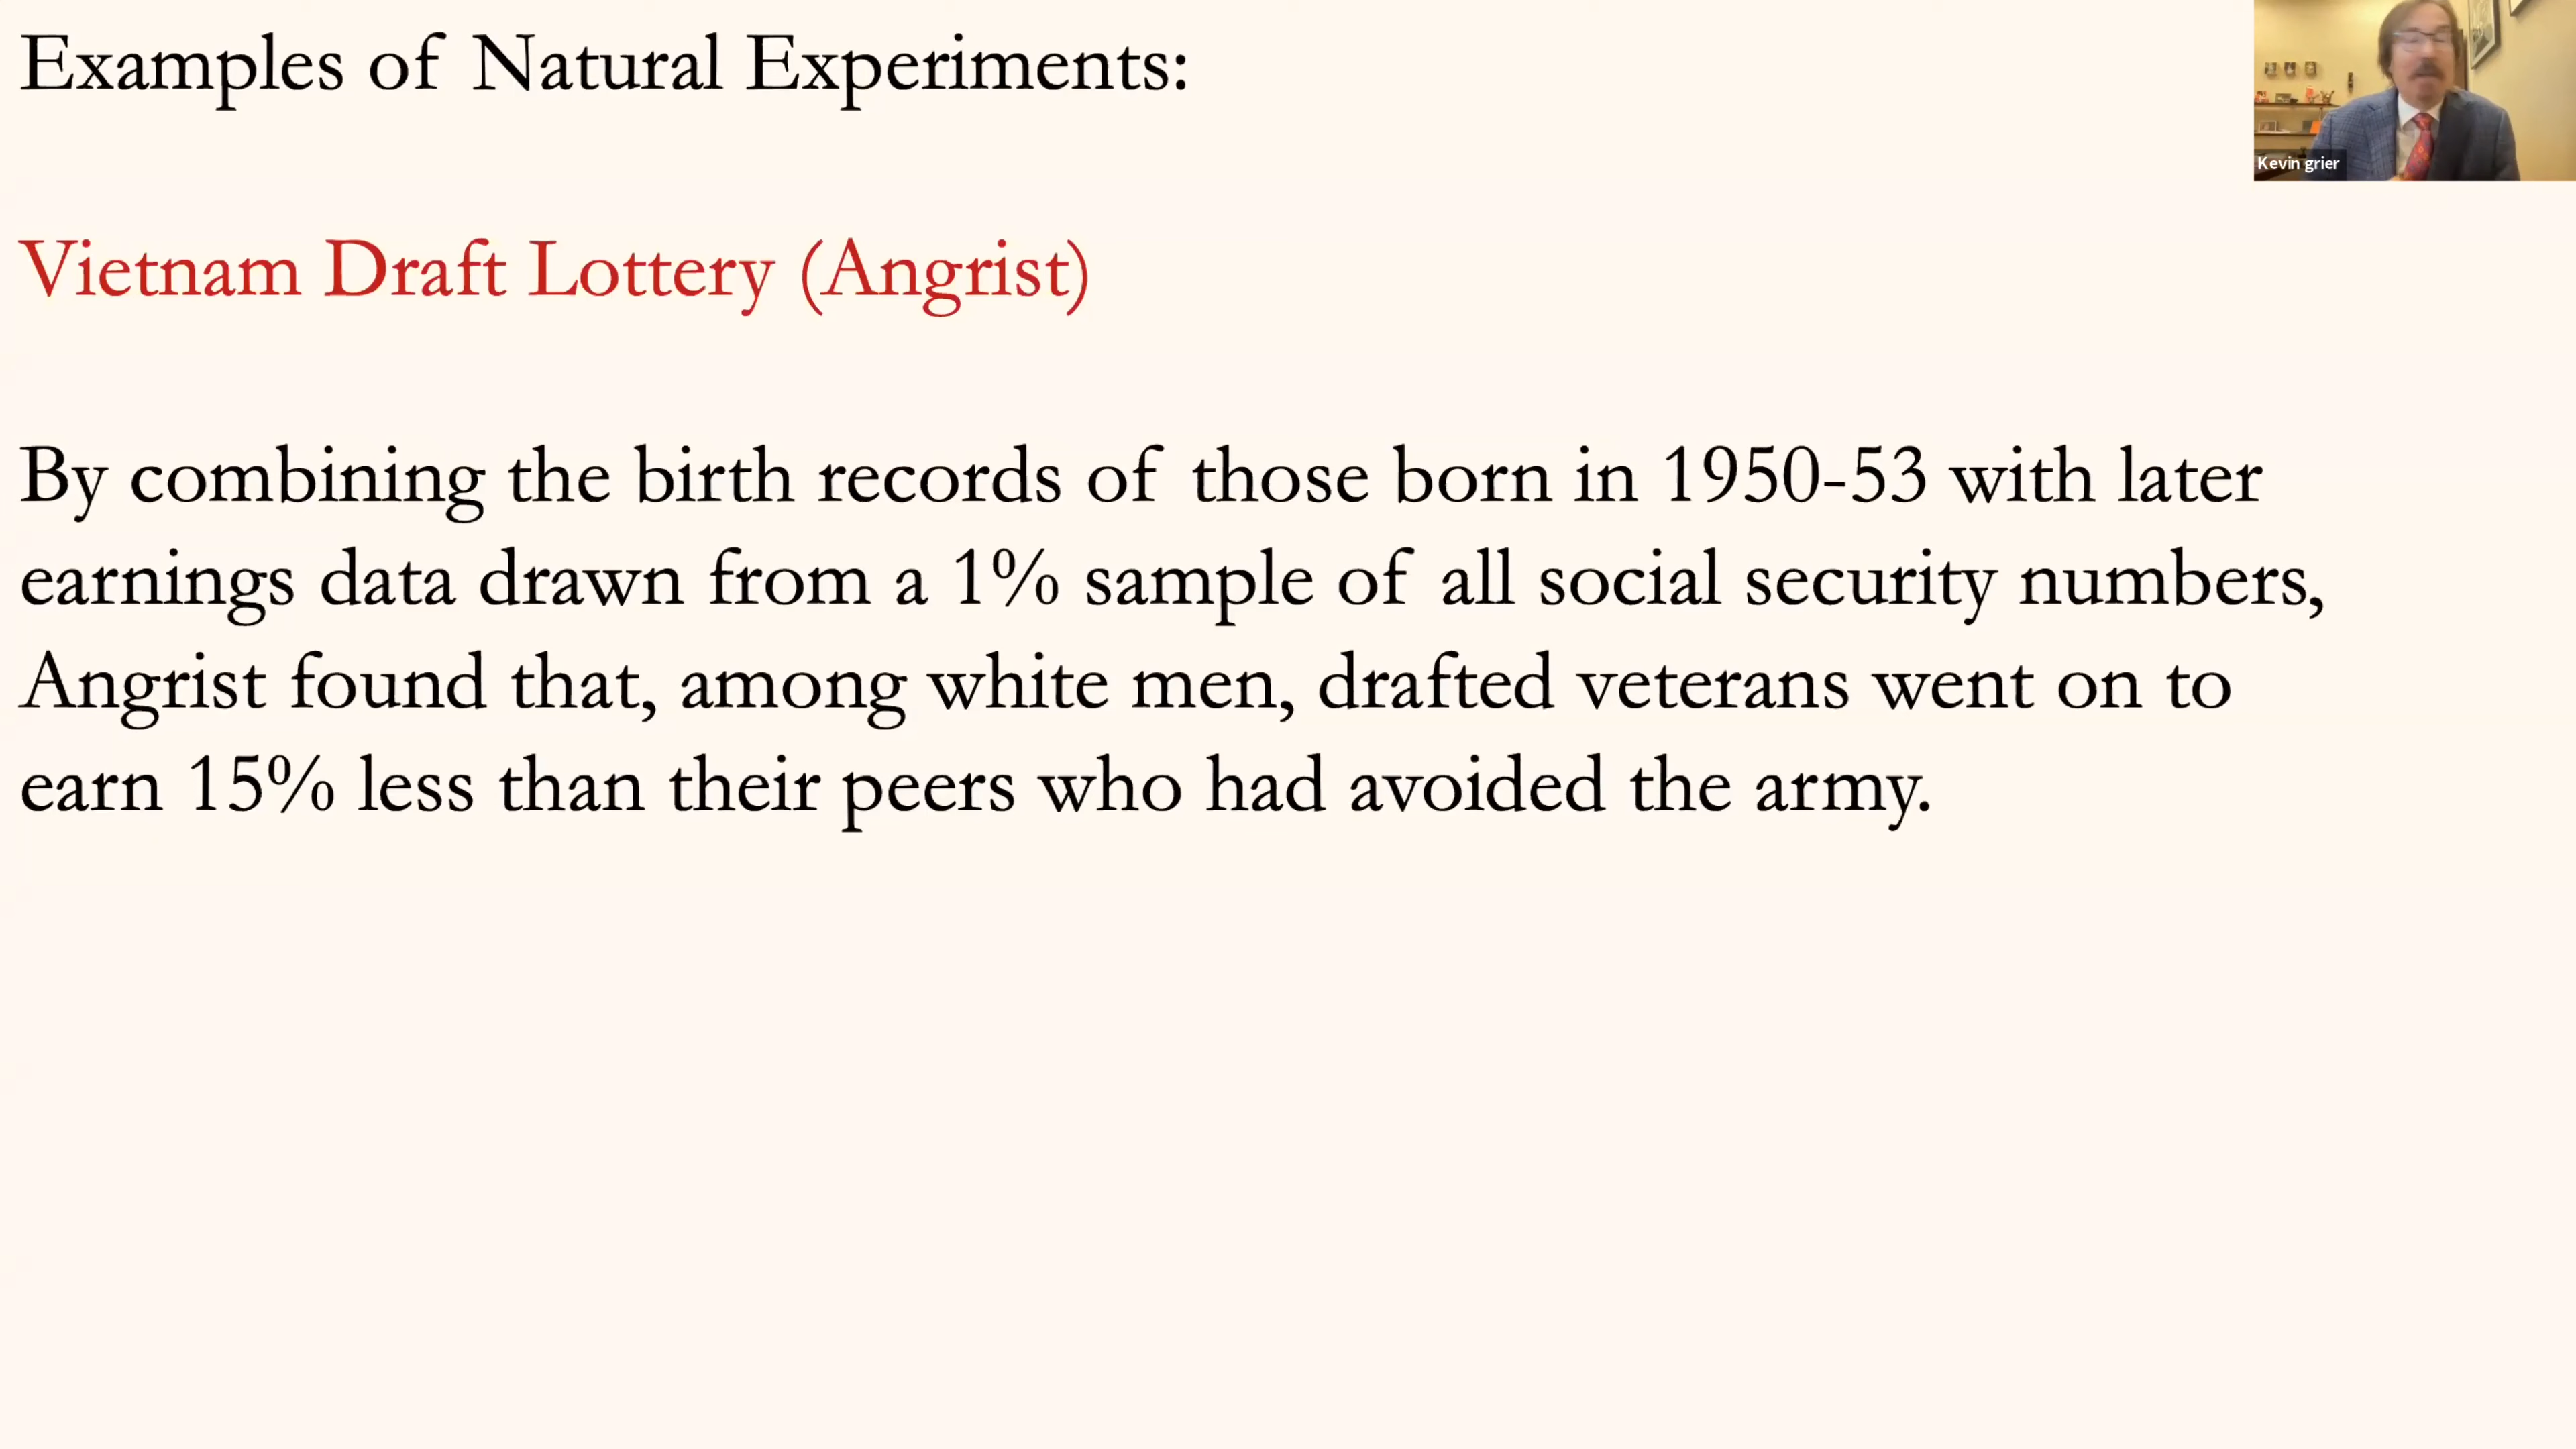 Examples of Natural Experiments:
Kevin grier
Vietnam Draft Lottery (Angrist)
By combining the birth records of those born in 1950-53 with later
earnings data drawn from a 1% sample of all social security numbers,
Angrist found that, among white men, drafted veterans went on to
earn 15% less than their peers who had avoided the army.